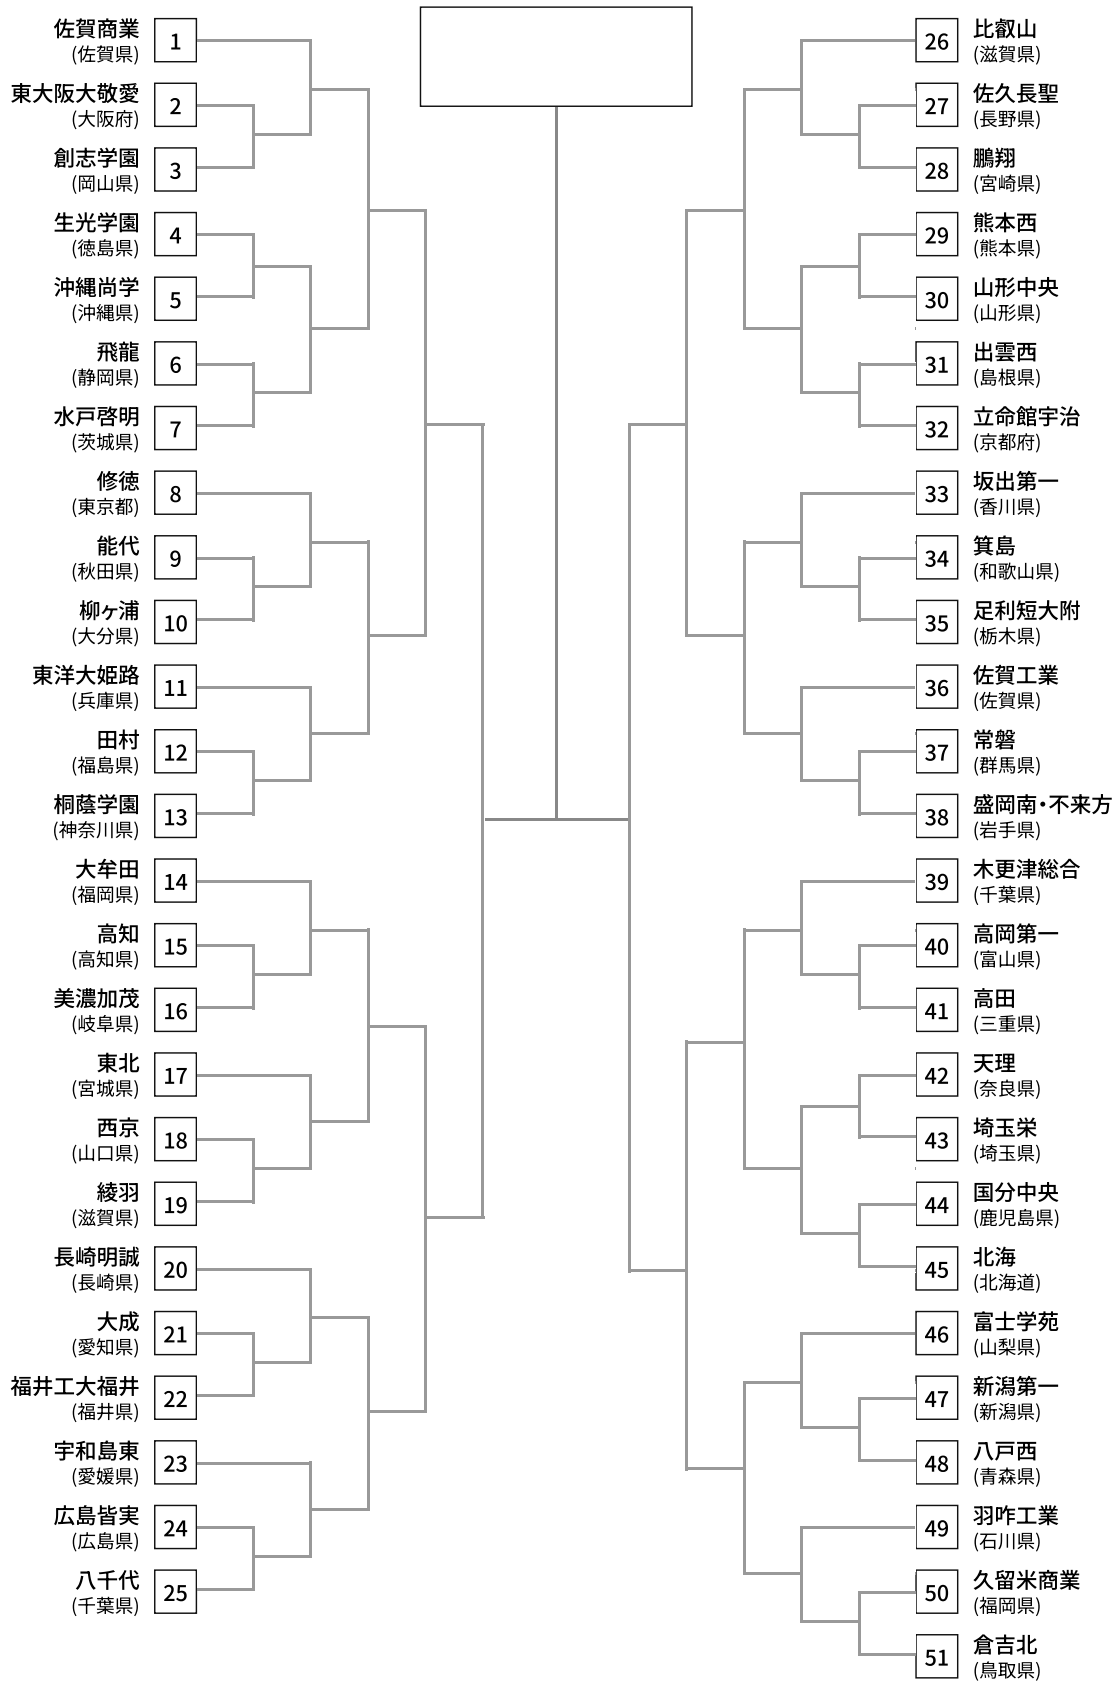 佐賀商業
(佐賀県)
1
東大阪大敬愛
(大阪府)
2
創志学園
(岡山県)
3
生光学園
(徳島県)
4
沖縄尚学
(沖縄県)
5
飛龍
(静岡県)
6
水戸啓明
(茨城県)
7
修徳
(東京都)
8
能代
(秋田県)
9
柳ヶ浦
(大分県)
10
東洋大姫路
(兵庫県)
11
田村
(福島県)
12
桐蔭学園
(神奈川県)
13
大牟田
(福岡県)
14
高知
(高知県)
15
美濃加茂
(岐阜県)
16
東北
(宮城県)
17
西京
(山口県)
18
綾羽
(滋賀県)
19
長崎明誠
(長崎県)
20
大成
(愛知県)
21
福井工大福井
(福井県)
22
宇和島東
(愛媛県)
23
広島皆実
(広島県)
24
八千代
(千葉県)
25
26
比叡山
(滋賀県)
27
佐久長聖
(長野県)
28
鵬翔
(宮崎県)
29
熊本西
(熊本県)
30
山形中央
(山形県)
31
出雲西
(島根県)
32
立命館宇治
(京都府)
33
坂出第一
(香川県)
34
箕島
(和歌山県)
35
足利短大附
(栃木県)
36
佐賀工業
(佐賀県)
37
常磐
(群馬県)
38
盛岡南・不来方
(岩手県)
39
木更津総合
(千葉県)
40
高岡第一
(富山県)
41
高田
(三重県)
42
天理
(奈良県)
43
埼玉栄
(埼玉県)
44
国分中央
(鹿児島県)
45
北海
(北海道)
46
富士学苑
(山梨県)
47
新潟第一
(新潟県)
48
八戸西
(青森県)
49
羽咋工業
(石川県)
50
久留米商業
(福岡県)
51
倉吉北
(鳥取県)